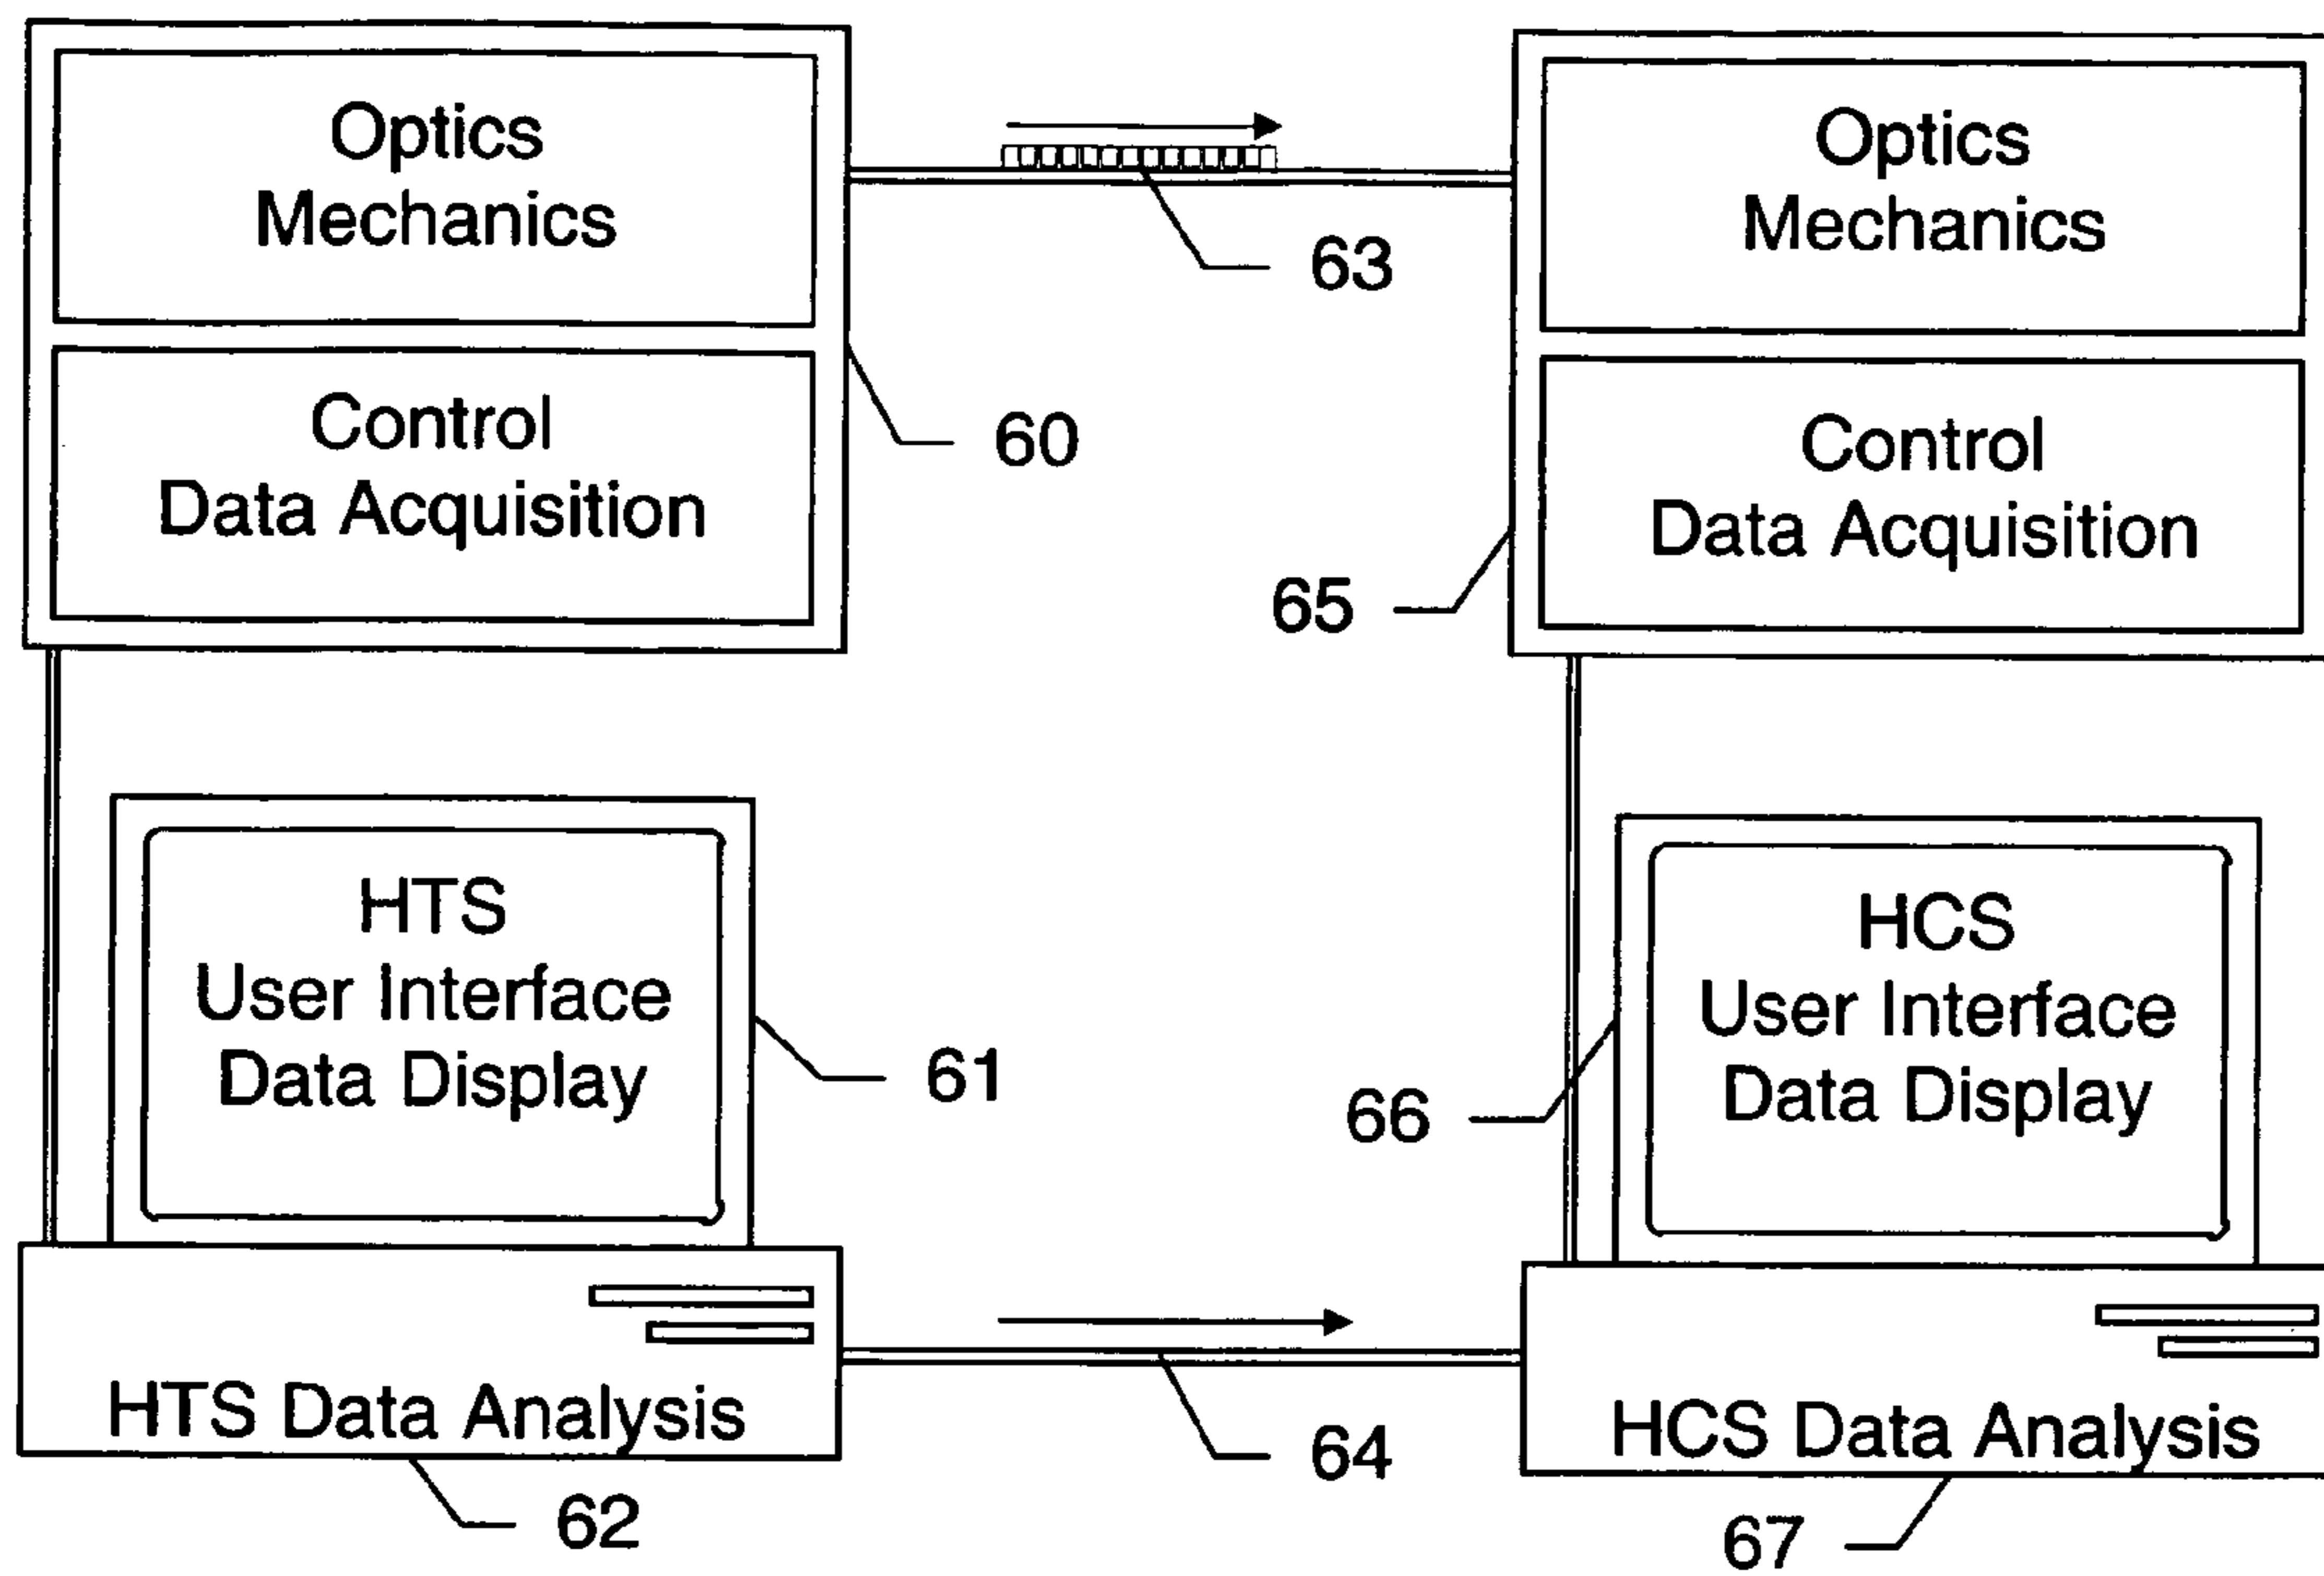 Optics
Mechanics
Control
Data Acquisition
63
60
Optics
Mechanics
Control
Data Acquisition
65
HTS
User Interface
Data Display
61
HTS Data Analysis
62
64
HCS
User Interface
Data Display
66
HCS Data Analysis
67